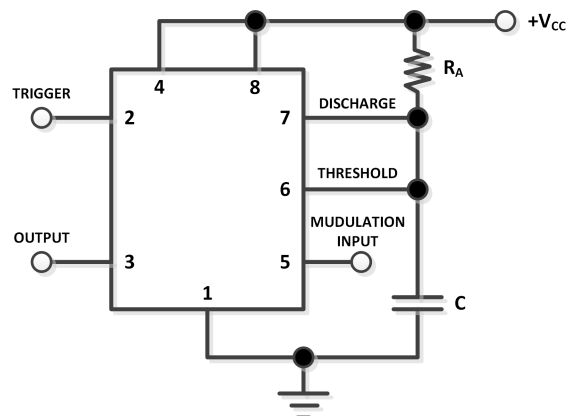 +VCC
4
8
RA
TRIGGER
DISCHARGE
2
7
THRESHOLD
6
MUDULATION
INPUT
OUTPUT
3
5
1
C